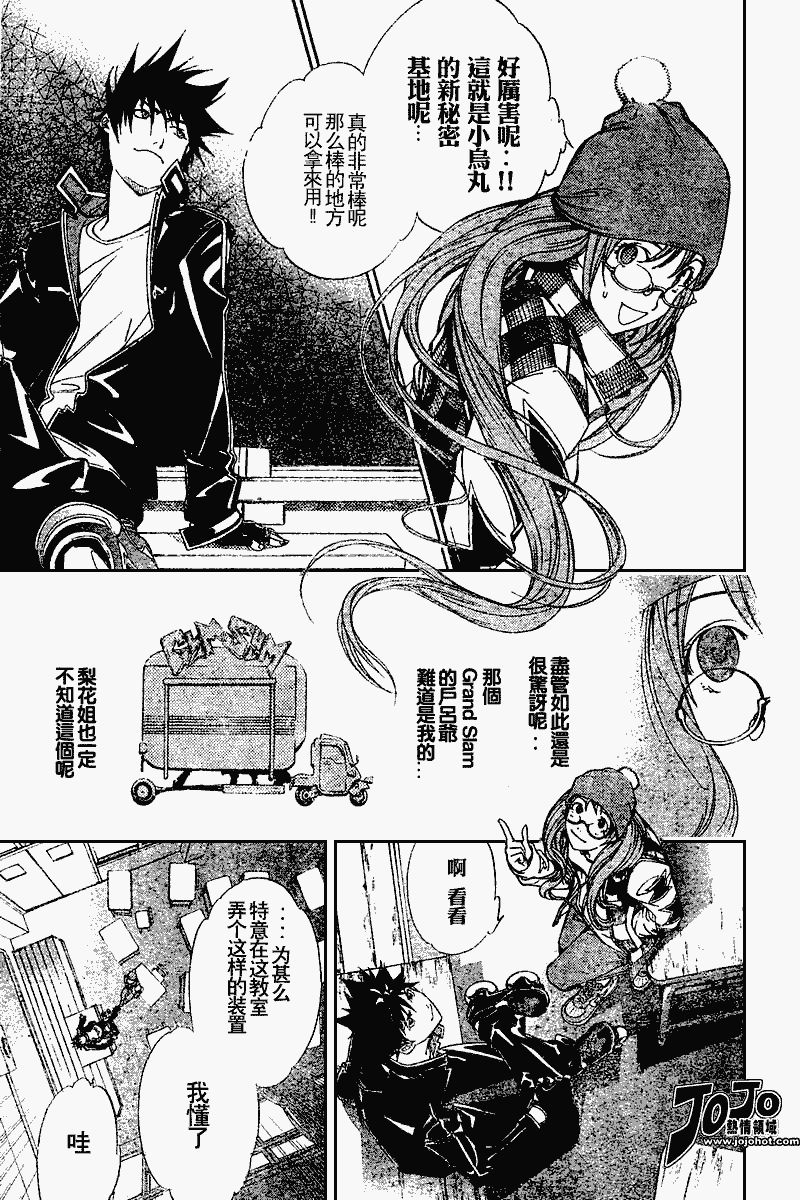 好厲害呢‥!!
這就是小烏丸
的新秘密
基地呢…
真的非常棒呢
那么棒的地方
可以拿來用!!
盡管如此還是
很驚訝呢‥
那個
Grand Slam
的戶呂爺
難道是我的…
梨花姐也一定
不知道這個呢
啊 看看
‥‥為甚么
特意在这教室
弄个这样的装置
我懂了
哇
JOJO
熱情領域
www.jojohot.com